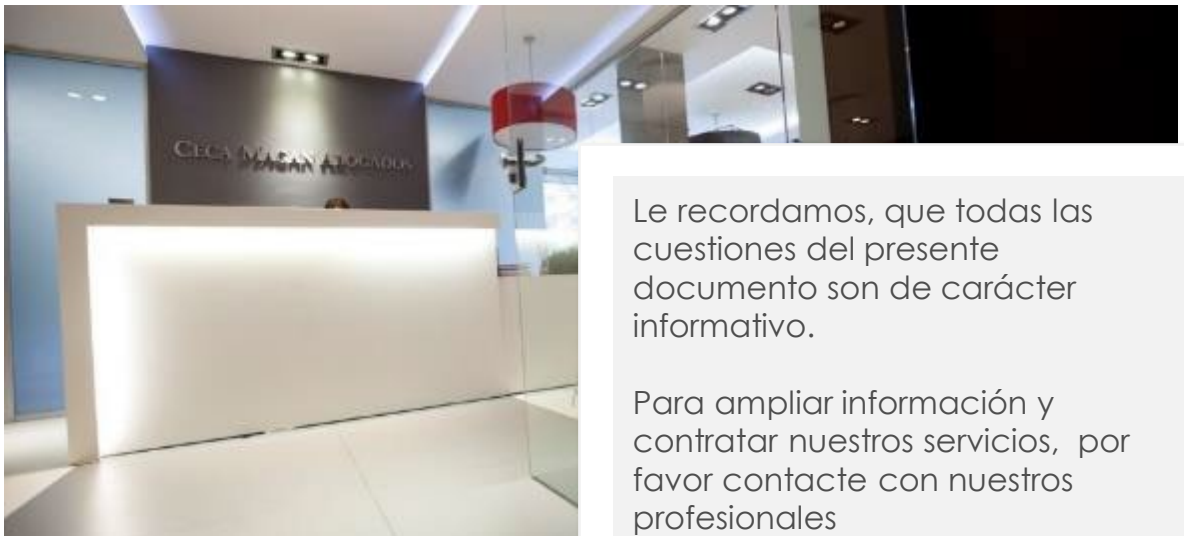 CECA MAGÁN ABOGADOS
Le recordamos, que todas las
cuestiones del presente
documento son de carácter
informativo.
Para ampliar información y
contratar nuestros servicios, por
favor contacte con nuestros
profesionales